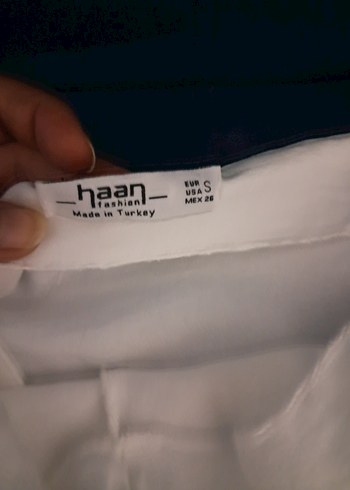 haan
fashion
Made in Turkey
EUR
USA S
MEX 26